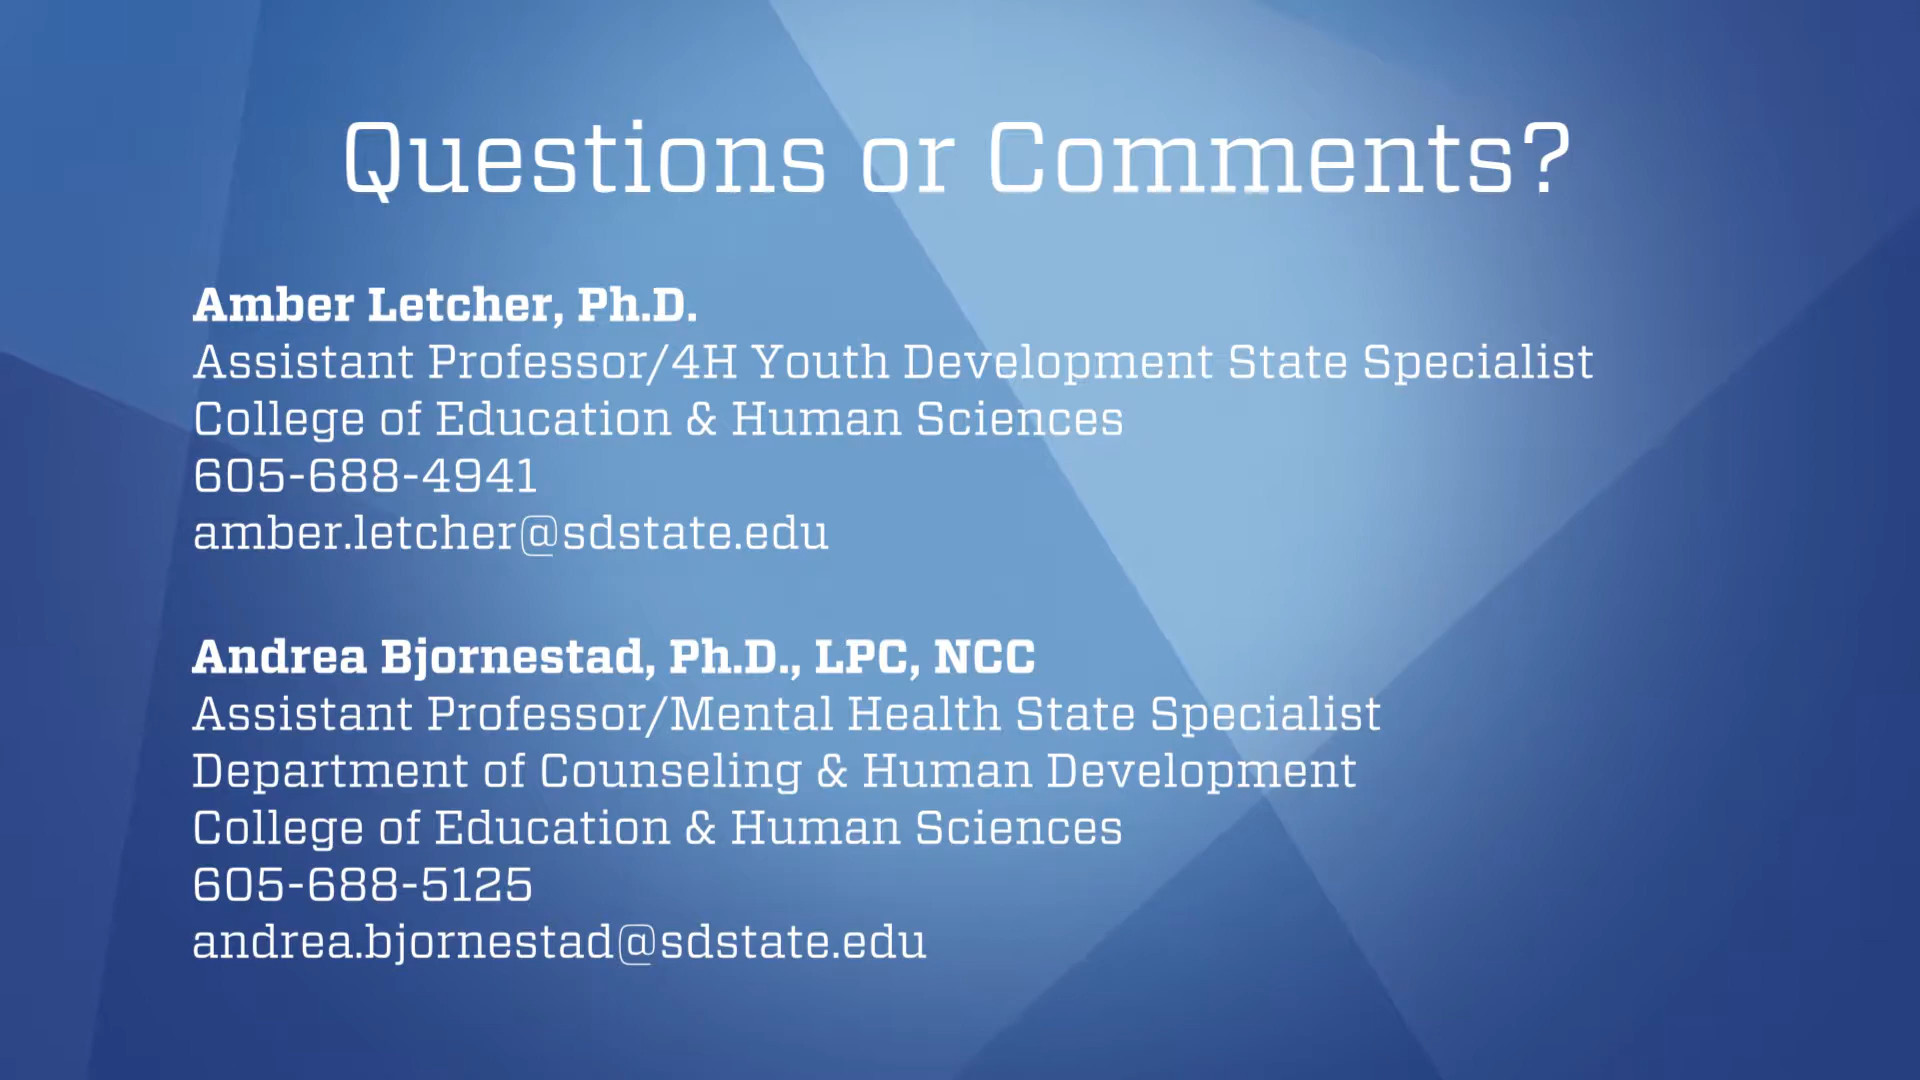 Questions or Comments?
Amber Letcher, Ph.D.
Assistant Professor/4H Youth Development State Specialist
College of Education & Human Sciences
605-688-4941
amber.letcher@sdstate.edu
Andrea Bjornestad, Ph.D., LPC, NCC
Assistant Professor/Mental Health State Specialist
Department of Counseling & Human Development
College of Education & Human Sciences
605-688-5125
andrea.bjornestad@sdstate.edu